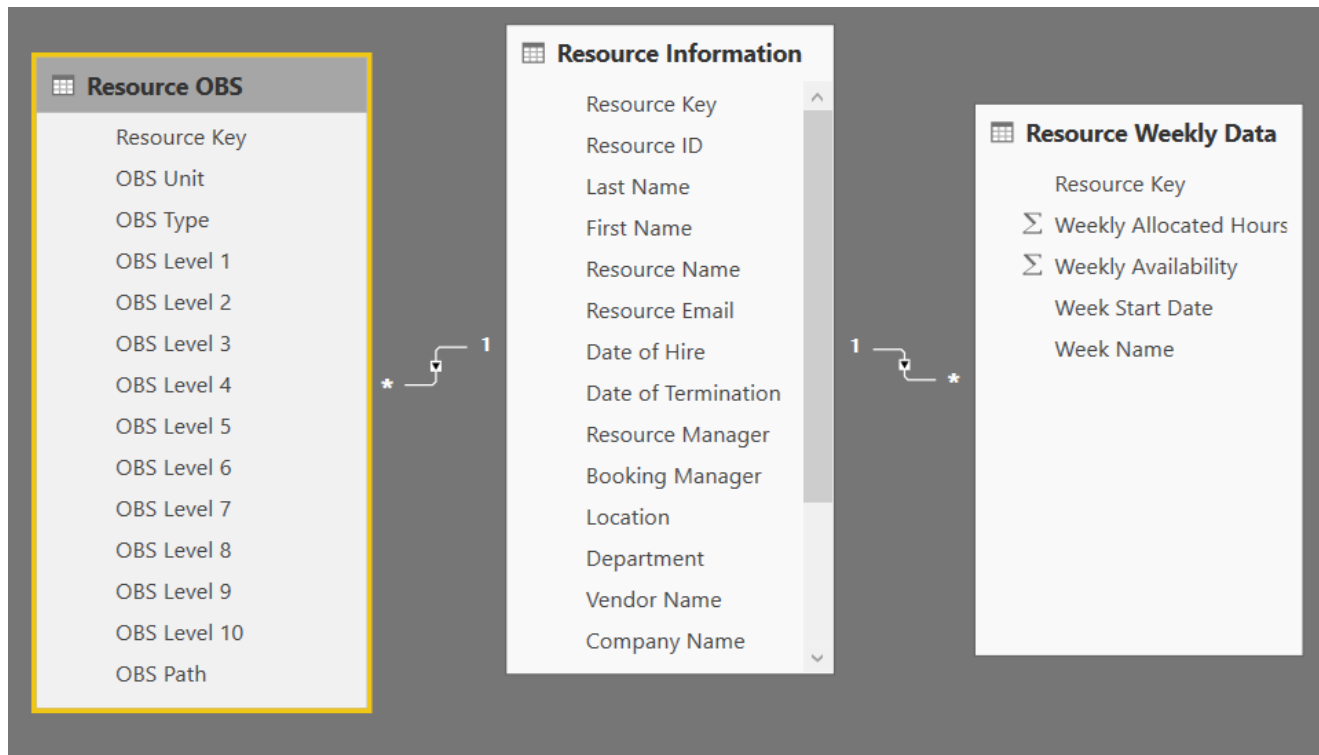 Resource OBS
Resource Key
OBS Unit
OBS Type
OBS Level 1
OBS Level 2
OBS Level 3
OBS Level 4
OBS Level 5
OBS Level 6
OBS Level 7
OBS Level 8
OBS Level 9
OBS Level 10
OBS Path
* 1
Resource Information
Resource Key
Resource ID
Last Name
First Name
Resource Name
Resource Email
Date of Hire
Date of Termination
Resource Manager
Booking Manager
Location
Department
Vendor Name
Company Name
1 *
Resource Weekly Data
Resource Key
Σ Weekly Allocated Hours
Σ Weekly Availability
Week Start Date
Week Name